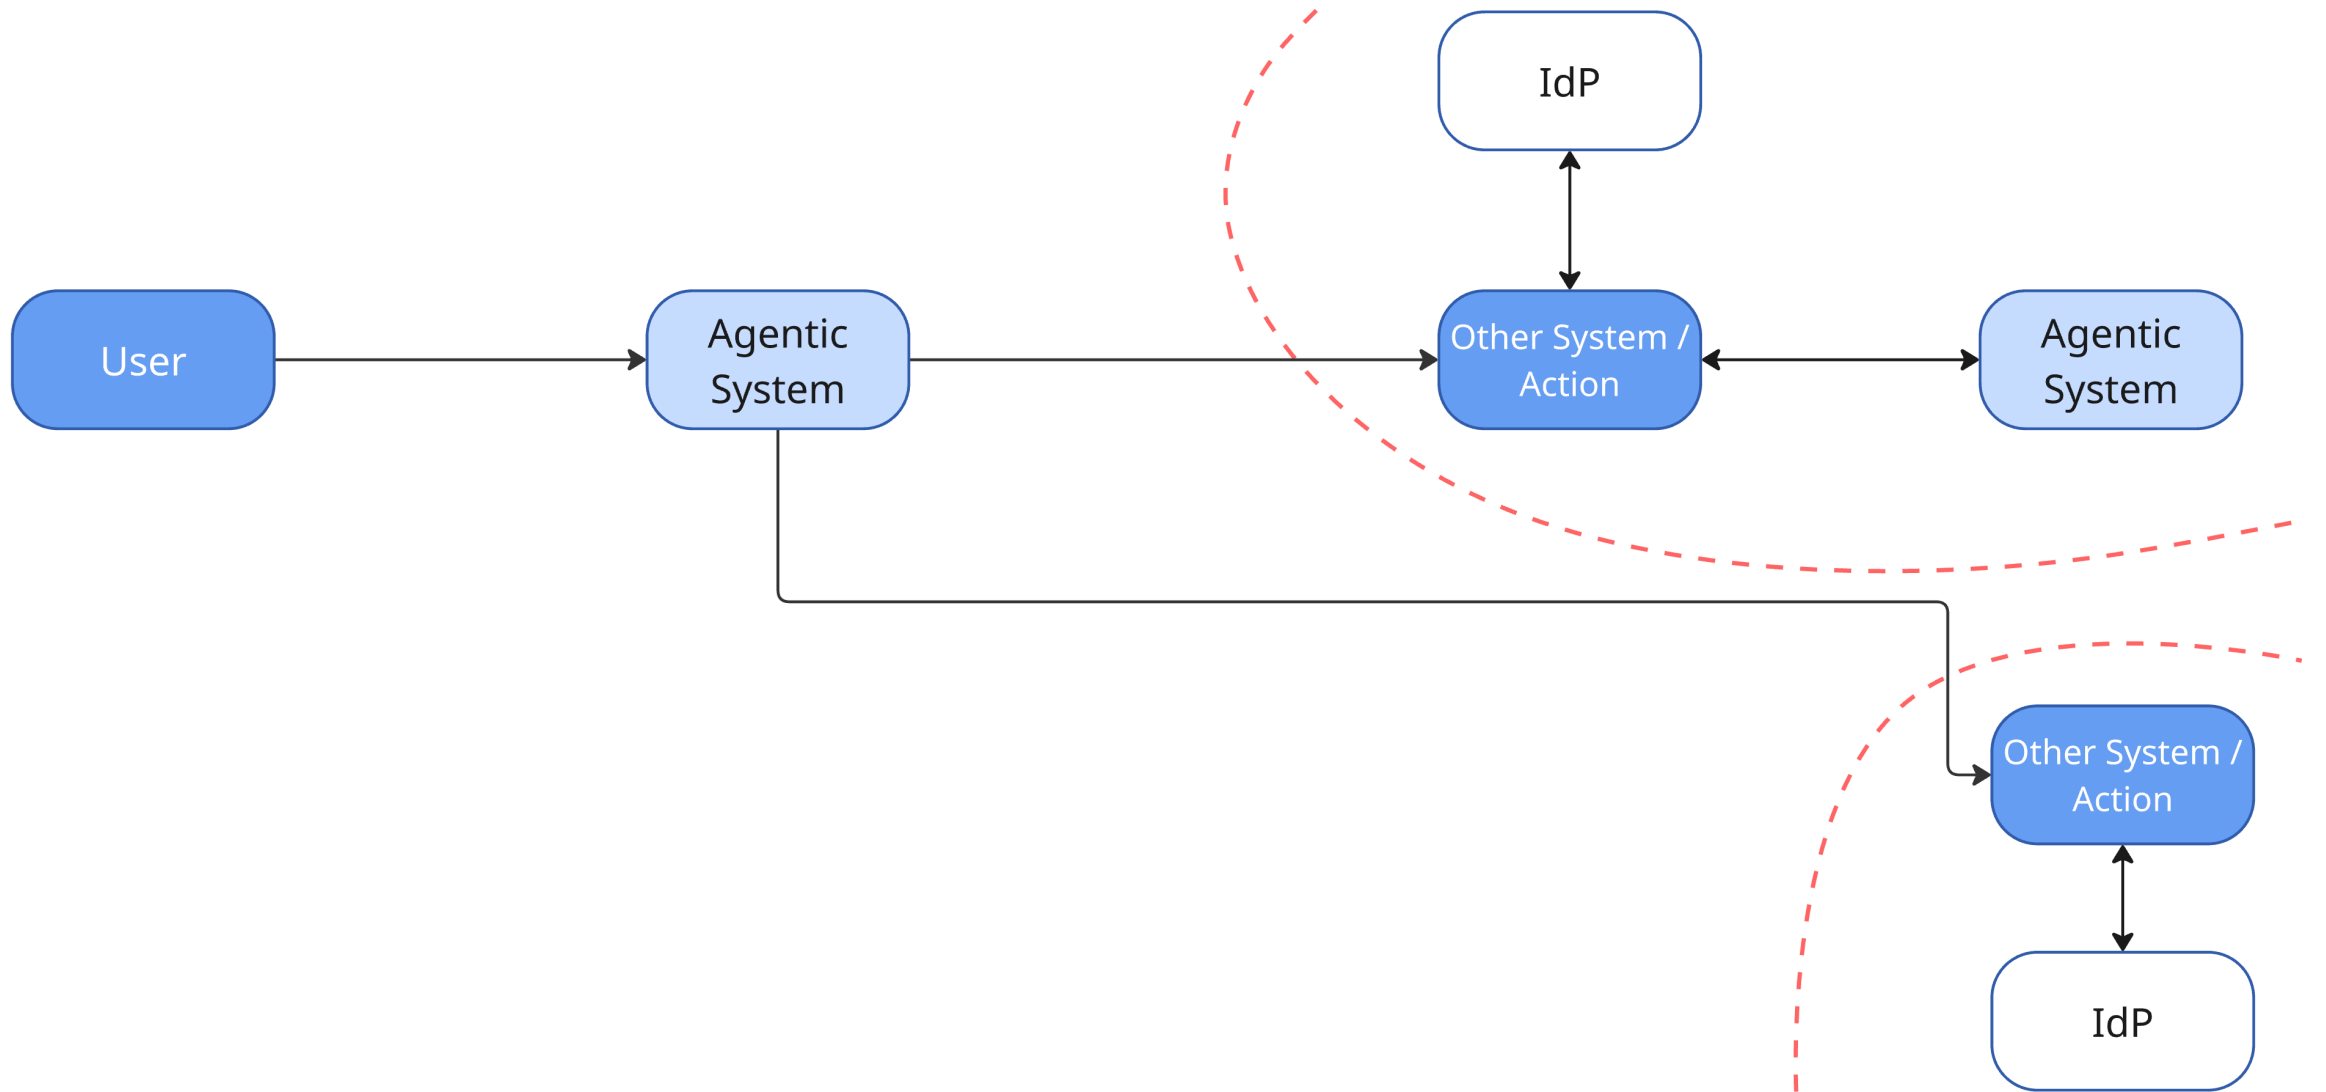 IdP
User
Agentic
System
Other System /
Action
Agentic
System
Other System /
Action
IdP